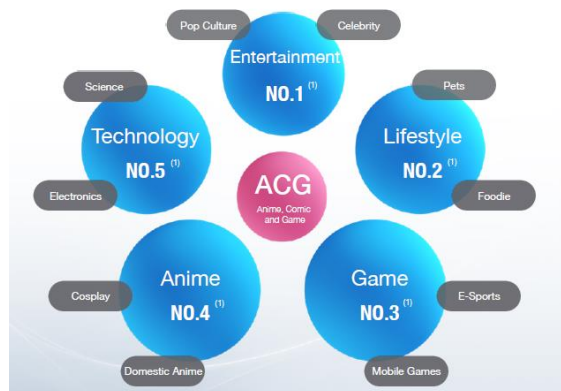 Pop Culture
Celebrity
Entertainment
NO.1 (1)
Science
Technology
NO.5 (1)
Electronics
Pets
Lifestyle
NO.2 (1)
Foodie
ACG
Anime, Comic
and Game
Cosplay
Anime
NO.4 (1)
Domestic Anime
Game
NO.3 (1)
E-Sports
Mobile Games